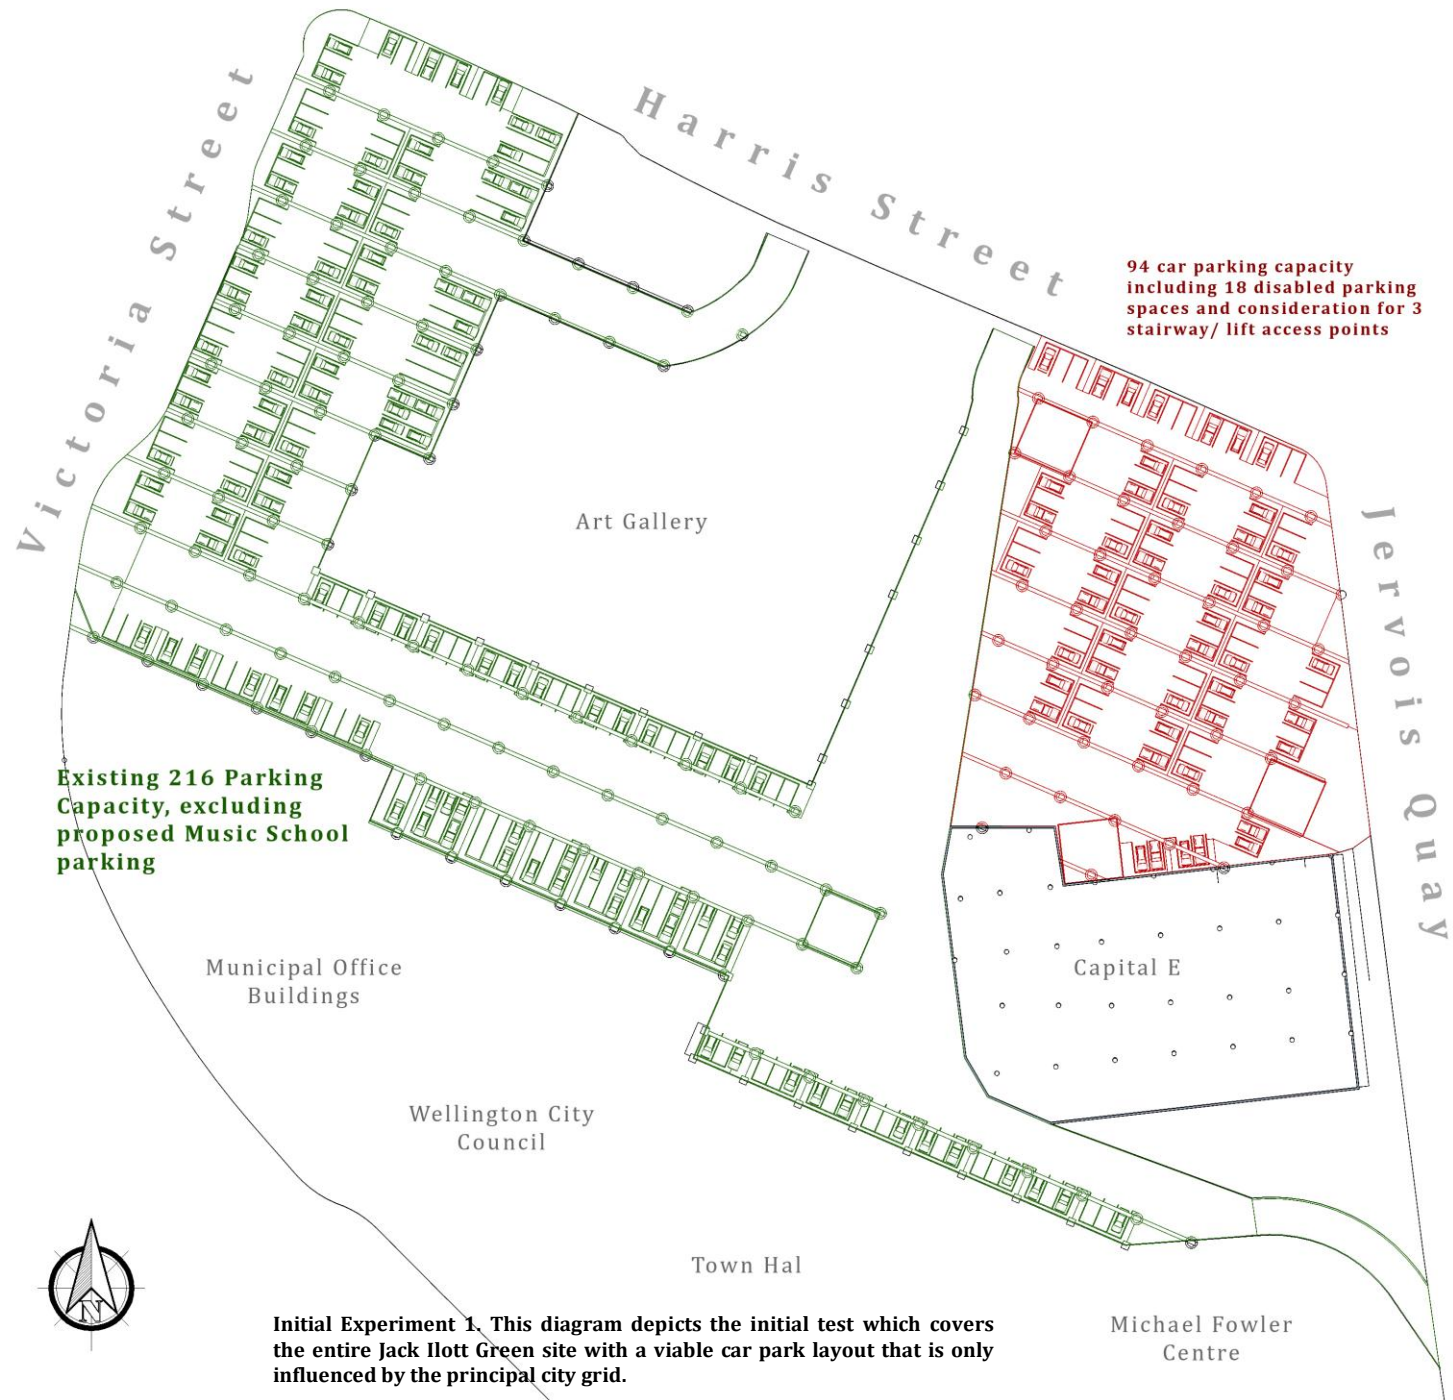 Harris Street
Victoria Street
94 car parking capacity
including 18 disabled parking
spaces and consideration for 3
stairway/ lift access points
Jervois Quay
Art Gallery
Existing 216 Parking
Capacity, excluding
proposed Music School
parking
Municipal Office
Buildings
Capital E
Wellington City
Council
Town Hal
Michael Fowler
Centre
N
Initial Experiment 1. This diagram depicts the initial test which covers
the entire Jack Ilott Green site with a viable car park layout that is only
influenced by the principal city grid.